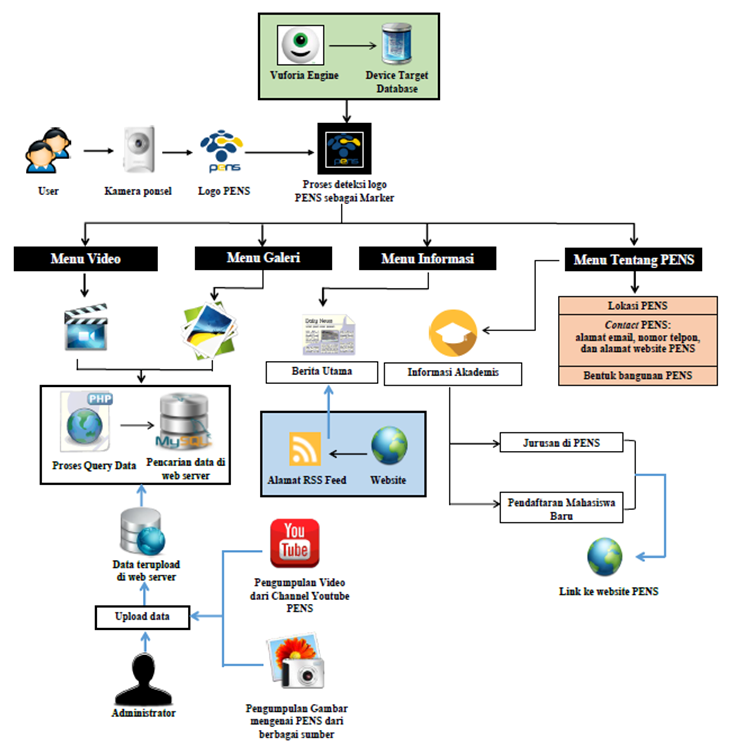 Vuforia Engine
Device Target
Database
pens
User
Kamera ponsel
Logo PENS
Proses deteksi logo
PENS sebagai Marker
Menu Video
Menu Galeri
Menu Informasi
Menu Tentang PENS
Daily News
Lokasi PENS
Contact PENS:
alamat email, nomor telpon,
dan alamat website PENS
Bentuk bangunan PENS
Berita Utama
Informasi Akademis
PHP
MySQL
Proses Query Data
Pencarian data di
web server
Alamat RSS Feed
Website
Jurusan di PENS
Pendaftaran Mahasiswa
Baru
Data terupload
di web server
You
Tube
Link ke website PENS
Pengumpulan Video
dari Channel Youtube
PENS
Upload data
Administrator
Pengumpulan Gambar
mengenai PENS dari
berbagai sumber